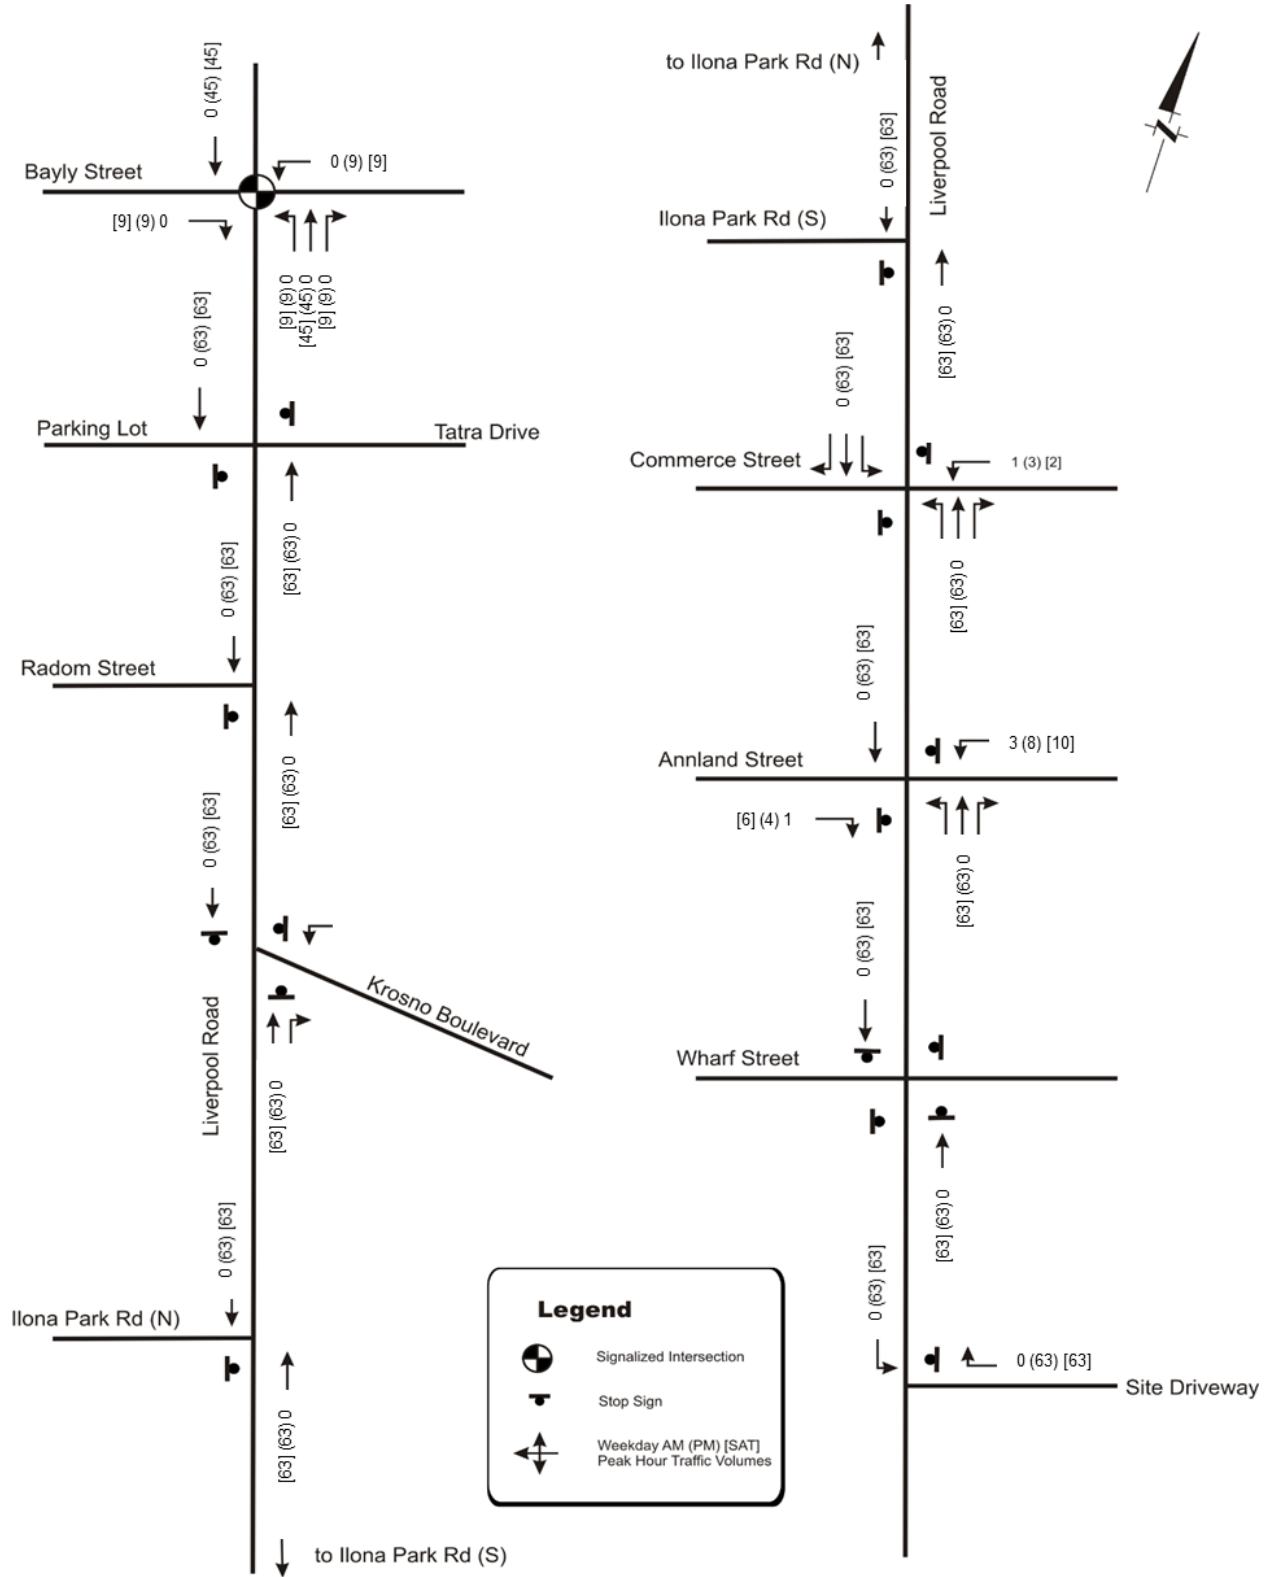 0 (45) [45]
Bayly Street
0 (9) [9]
[9] (9) 0
[9] (9) 0
[45] (45) 0
[9] (9) 0
0 (63) [63]
Parking Lot
Tatra Drive
[63] (63) 0
0 (63) [63]
Radom Street
[63] (63) 0
0 (63) [63]
Krosno Boulevard
Liverpool Road
[63] (63) 0
0 (63) [63]
Ilona Park Rd (N)
[63] (63) 0
to Ilona Park Rd (S)
to Ilona Park Rd (N)
Liverpool Road
N
0 (63) [63]
Ilona Park Rd (S)
[63] (63) 0
0 (63) [63]
Commerce Street
1 (3) [2]
[63] (63) 0
0 (63) [63]
Annland Street
3 (8) [10]
[6] (4) 1
[63] (63) 0
0 (63) [63]
Wharf Street
[63] (63) 0
0 (63) [63]
0 (63) [63]
Site Driveway
Legend
Signalized Intersection
Stop Sign
Weekday AM (PM) [SAT]
Peak Hour Traffic Volumes